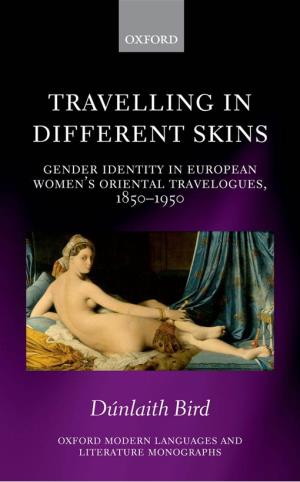 OXFORD
TRAVELLING IN
DIFFERENT SKINS
GENDER IDENTITY IN EUROPEAN
WOMEN'S ORIENTAL TRAVELOGUES,
1850–1950
Dúnlaith Bird
OXFORD MODERN LANGUAGES AND
LITERATURE MONOGRAPHS